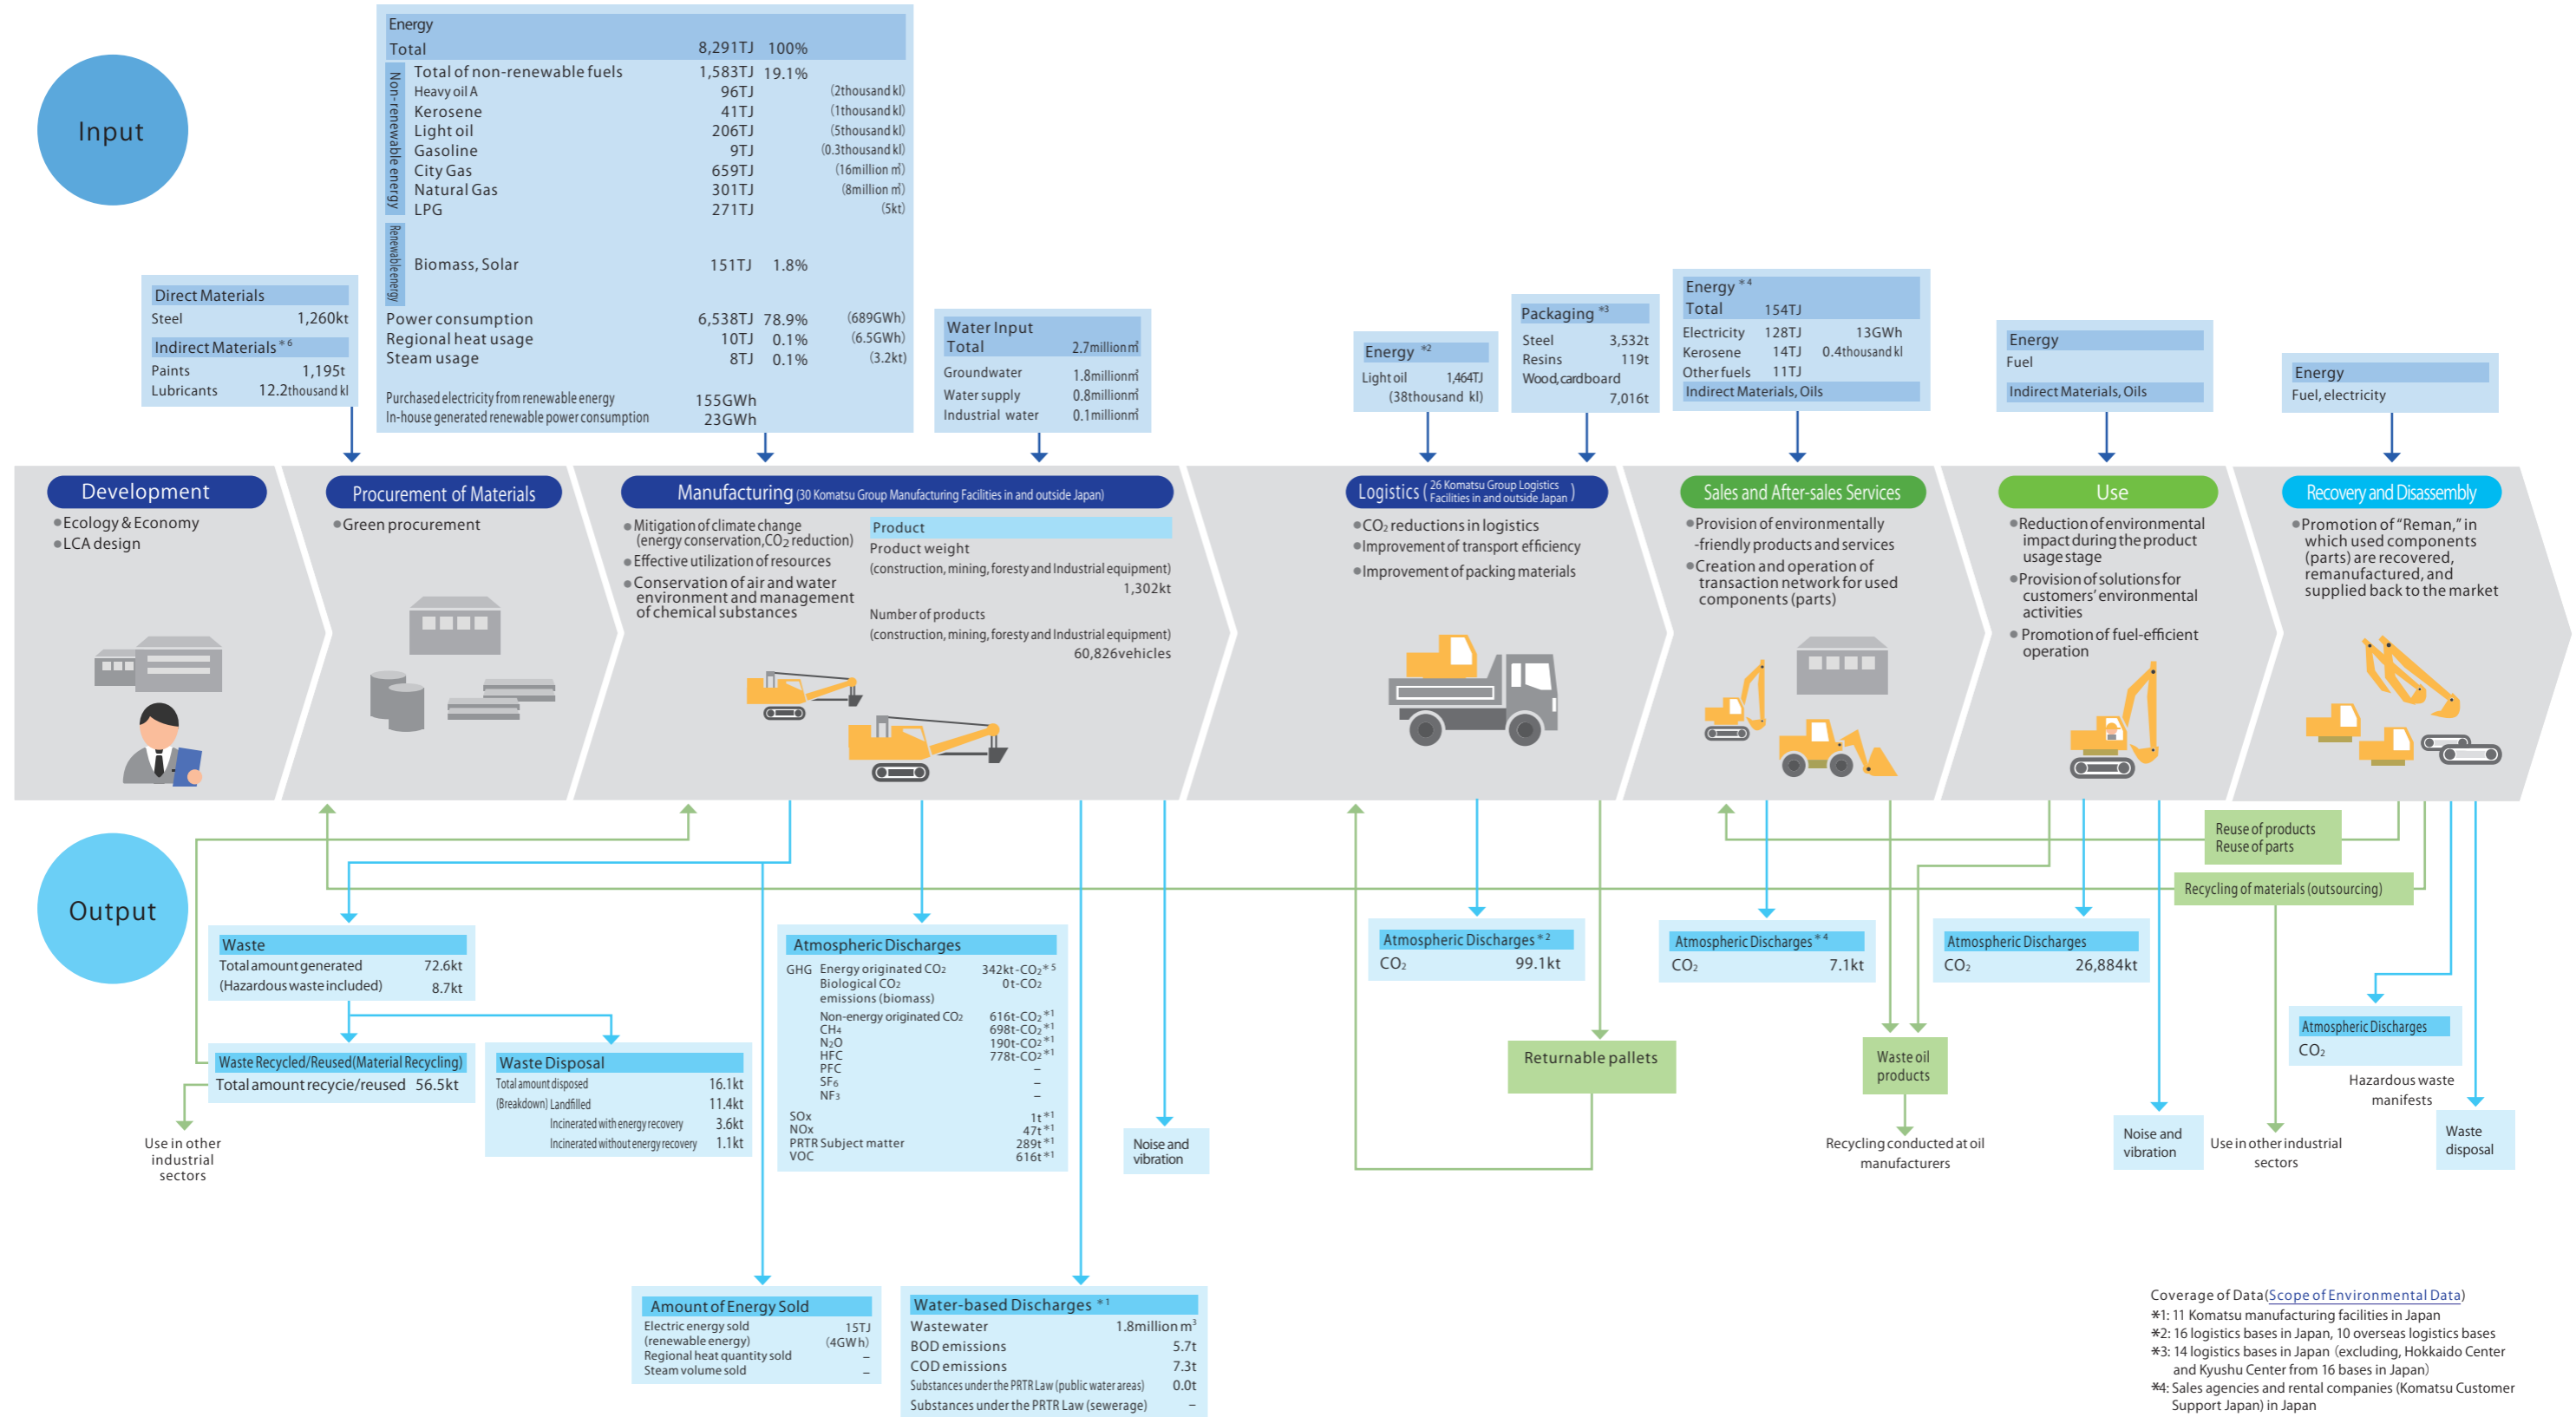 Input
Energy
Total 8,291TJ 100%
Non-renewable energy
Total of non-renewable fuels 1,583TJ 19.1%
Heavy oil A 96TJ (2thousand kl)
Kerosene 41TJ (1thousand kl)
Light oil 206TJ (5thousand kl)
Gasoline 9TJ (0.3thousand kl)
City Gas 659TJ (16million ㎥)
Natural Gas 301TJ (8million ㎥)
LPG 271TJ (5kt)
Renewable energy
Biomass, Solar 151TJ 1.8%
Power consumption 6,538TJ 78.9% (689GWh)
Regional heat usage 10TJ 0.1% (6.5GWh)
Steam usage 8TJ 0.1% (3.2kt)
Purchased electricity from renewable energy 155GWh
In-house generated renewable power consumption 23GWh
Direct Materials
Steel 1,260kt
Indirect Materials *6
Paints 1,195t
Lubricants 12.2thousand kl
Water Input
Total 2.7million㎥
Groundwater 1.8million㎥
Water supply 0.8million㎥
Industrial water 0.1million㎥
Energy *2
Light oil 1,464TJ
(38thousand kl)
Packaging *3
Steel 3,532t
Resins 119t
Wood,cardboard
7,016t
Energy *4
Total 154TJ
Electricity 128TJ 13GWh
Kerosene 14TJ 0.4thousand kl
Other fuels 11TJ
Indirect Materials, Oils
Energy
Fuel
Indirect Materials, Oils
Energy
Fuel, electricity
Development
●Ecology & Economy
●LCA design
Procurement of Materials
●Green procurement
Manufacturing (30 Komatsu Group Manufacturing Facilities in and outside Japan)
●Mitigation of climate change
(energy conservation,CO2 reduction)
●Effective utilization of resources
●Conservation of air and water
environment and management
of chemical substances
Product
Product weight
(construction, mining, foresty and Industrial equipment)
1,302kt
Number of products
(construction, mining, foresty and Industrial equipment)
60,826vehicles
Logistics ( 26 Komatsu Group Logistics
Facilities in and outside Japan )
●CO2 reductions in logistics
●Improvement of transport efficiency
●Improvement of packing materials
Sales and After-sales Services
●Provision of environmentally
-friendly products and services
●Creation and operation of
transaction network for used
components (parts)
Use
●Reduction of environmental
impact during the product
usage stage
●Provision of solutions for
customers' environmental
activities
● Promotion of fuel-efficient
operation
Recovery and Disassembly
●Promotion of “Reman,” in
which used components
(parts) are recovered,
remanufactured, and
supplied back to the market
Output
Reuse of products
Reuse of parts
Recycling of materials (outsourcing)
Waste
Total amount generated 72.6kt
(Hazardous waste included) 8.7kt
Waste Recycled/Reused(Material Recycling)
Total amount recycie/reused 56.5kt
Use in other
industrial
sectors
Waste Disposal
Total amount disposed 16.1kt
(Breakdown) Landfilled 11.4kt
Incinerated with energy recovery 3.6kt
Incinerated without energy recovery 1.1kt
Atmospheric Discharges
GHG Energy originated CO2 342kt-CO2*5
Biological CO2 0t-CO2
emissions (biomass)
Non-energy originated CO2 616t-CO2*1
CH4 698t-CO2*1
N2O 190t-CO2*1
HFC 778t-CO2*1
PFC –
SF6 –
NF3 –
SOx 1t*1
NOx 47t*1
PRTR Subject matter 289t*1
VOC 616t*1
Noise and
vibration
Atmospheric Discharges*2
CO2 99.1kt
Atmospheric Discharges*4
CO2 7.1kt
Atmospheric Discharges
CO2 26,884kt
Returnable pallets
Waste oil
products
Recycling conducted at oil
manufacturers
Noise and
vibration
Use in other industrial
sectors
Atmospheric Discharges
CO2
Hazardous waste
manifests
Waste
disposal
Amount of Energy Sold
Electric energy sold 15TJ
(renewable energy) (4GWh)
Regional heat quantity sold –
Steam volume sold –
Water-based Discharges *1
Wastewater 1.8million m3
BOD emissions 5.7t
COD emissions 7.3t
Substances under the PRTR Law (public water areas) 0.0t
Substances under the PRTR Law (sewerage) –
Coverage of Data(Scope of Environmental Data)
*1: 11 Komatsu manufacturing facilities in Japan
*2: 16 logistics bases in Japan, 10 overseas logistics bases
*3: 14 logistics bases in Japan (excluding, Hokkaido Center
and Kyushu Center from 16 bases in Japan)
*4: Sales agencies and rental companies (Komatsu Customer
Support Japan) in Japan